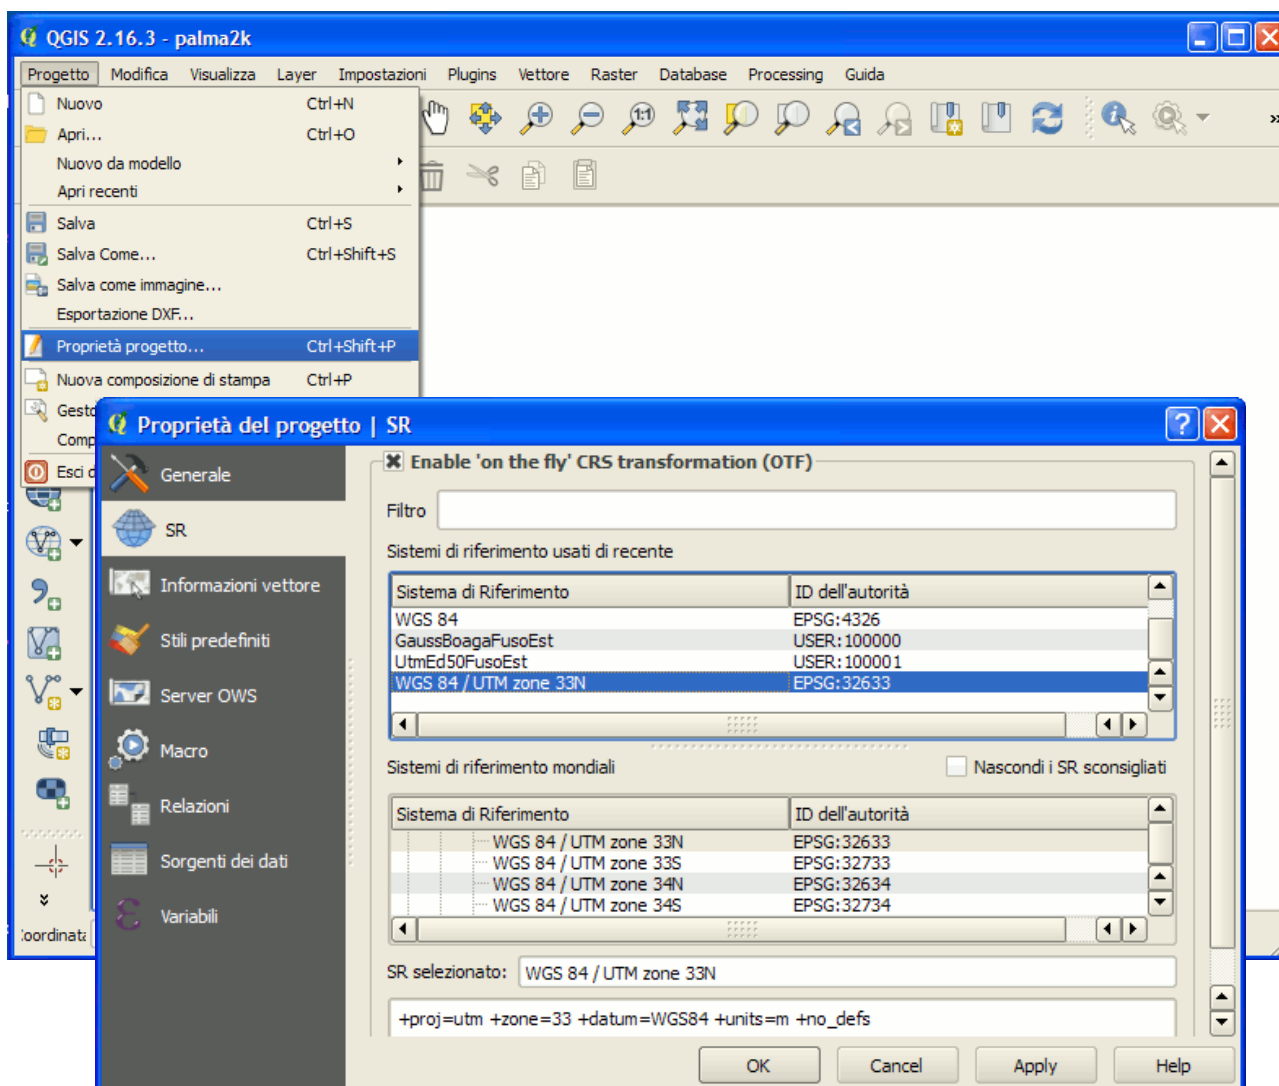 QGIS 2.16.3 - palma2k
Progetto Modifica Visualizza Layer Impostazioni Plugins Vettore Raster Database Processing Guida
Nuovo Ctrl+N
Apri... Ctrl+O
Nuovo da modello
Apri recenti
Salva Ctrl+S
Salva Come... Ctrl+Shift+S
Salva come immagine...
Esportazione DXF...
Proprietà progetto... Ctrl+Shift+P
Nuova composizione di stampa Ctrl+P
Gesto
Comp
Esci d
1:1
»
Proprietà del progetto | SR
Generale
SR
Informazioni vettore
Stili predefiniti
Server OWS
Macro
Relazioni
Sorgenti dei dati
Variabili
Enable 'on the fly' CRS transformation (OTF)
Filtro
Sistemi di riferimento usati di recente
Sistema di Riferimento ID dell'autorità
WGS 84 EPSG:4326
GaussBoagaFusoEst USER:100000
UtmEd50FusoEst USER:100001
WGS 84 / UTM zone 33N EPSG:32633
Sistemi di riferimento mondiali Nascondi i SR sconsigliati
Sistema di Riferimento ID dell'autorità
WGS 84 / UTM zone 33N EPSG:32633
WGS 84 / UTM zone 33S EPSG:32733
WGS 84 / UTM zone 34N EPSG:32634
WGS 84 / UTM zone 34S EPSG:32734
SR selezionato: WGS 84 / UTM zone 33N
+proj=utm +zone=33 +datum=WGS84 +units=m +no_defs
OK Cancel Apply Help
oordinata